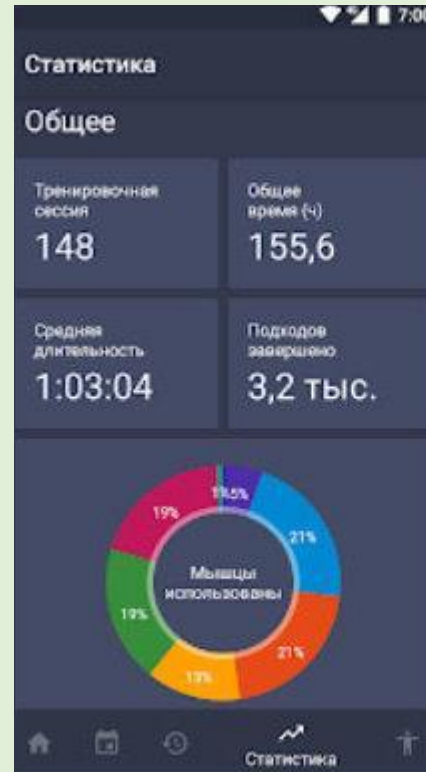 7:00
Статистика
Общее
Тренировочная
сессия
148
Общее
время (ч)
155,6
Средняя
длительность
1:03:04
Подходов
завершено
3,2 тыс.
1%
5%
19%
21%
Мышцы
использованы
19%
21%
13%
Статистика